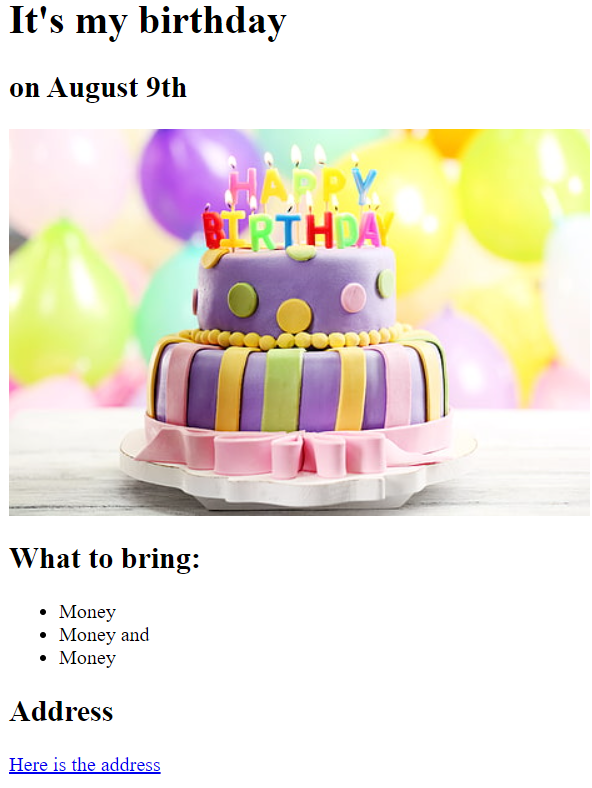 It's my birthday
on August 9th
HAPPY
BIRTHDAY
What to bring:
Money
Money and
Money
Address
Here is the address